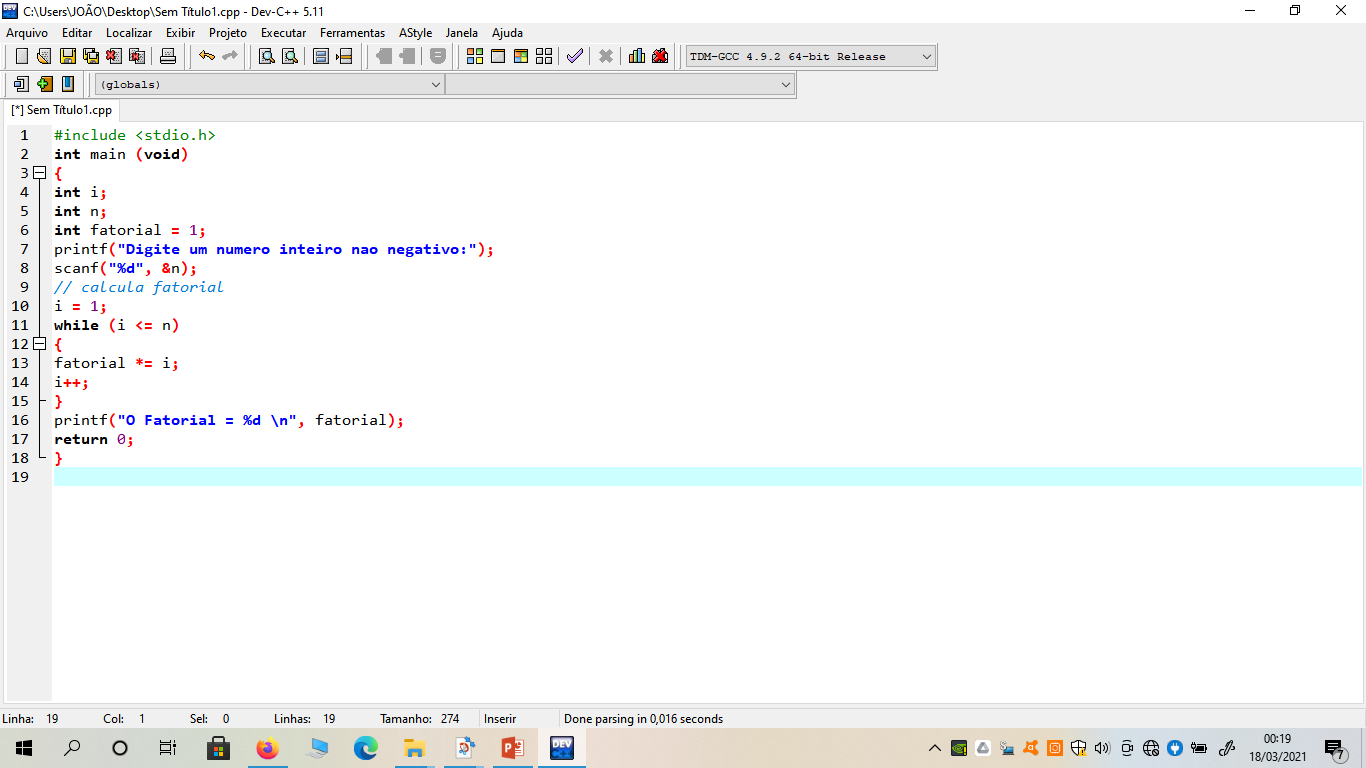 C:\Users\JOÃO\Desktop\Sem Título1.cpp - Dev-C++ 5.11
Arquivo Editar Localizar Exibir Projeto Executar Ferramentas AStyle Janela Ajuda
TDM-GCC 4.9.2 64-bit Release
(globals)
[*] Sem Título1.cpp
1 #include <stdio.h>
2 int main (void)
3 {
4 int i;
5 int n;
6 int fatorial = 1;
7 printf("Digite um numero inteiro nao negativo:");
8 scanf("%d", &n);
9 // calcula fatorial
10 i = 1;
11 while (i <= n)
12 {
13 fatorial *= i;
14 i++;
15 }
16 printf("O Fatorial = %d \n", fatorial);
17 return 0;
18 }
19
Linha: 19 Col: 1 Sel: 0 Linhas: 19 Tamanho: 274 Inserir Done parsing in 0,016 seconds
DEV
00:19
18/03/2021
7